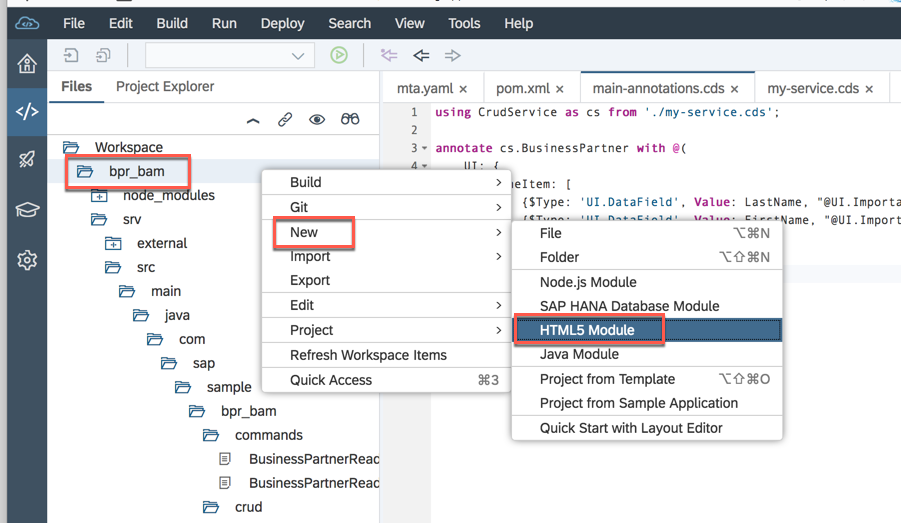 File Edit Build Run Deploy Search View Tools Help
Files Project Explorer
mta.yaml × pom.xml × main-annotations.cds × my-service.cds ×
Workspace
bpr_bam
node_modules
srv
external
src
main
java
com
sap
sample
bpr_bam
commands
BusinessPartnerRead
BusinessPartnerRead
crud
1 using CrudService as cs from './my-service.cds';
2
3 annotate cs.BusinessPartner with @(
4 UI: {
neItem: [
{$Type: 'UI.DataField', Value: LastName, "@UI.Importa
{$Type: 'UI.DataField', Value: FirstName, "@UI.Import
Build
Git
New
Import
Export
Edit
Project
Refresh Workspace Items
Quick Access ⌘3
File ⌥⌘N
Folder ⌥⇧⌘N
Node.js Module
SAP HANA Database Module
HTML5 Module
Java Module
Project from Template ⌥⇧⌘O
Project from Sample Application
Quick Start with Layout Editor